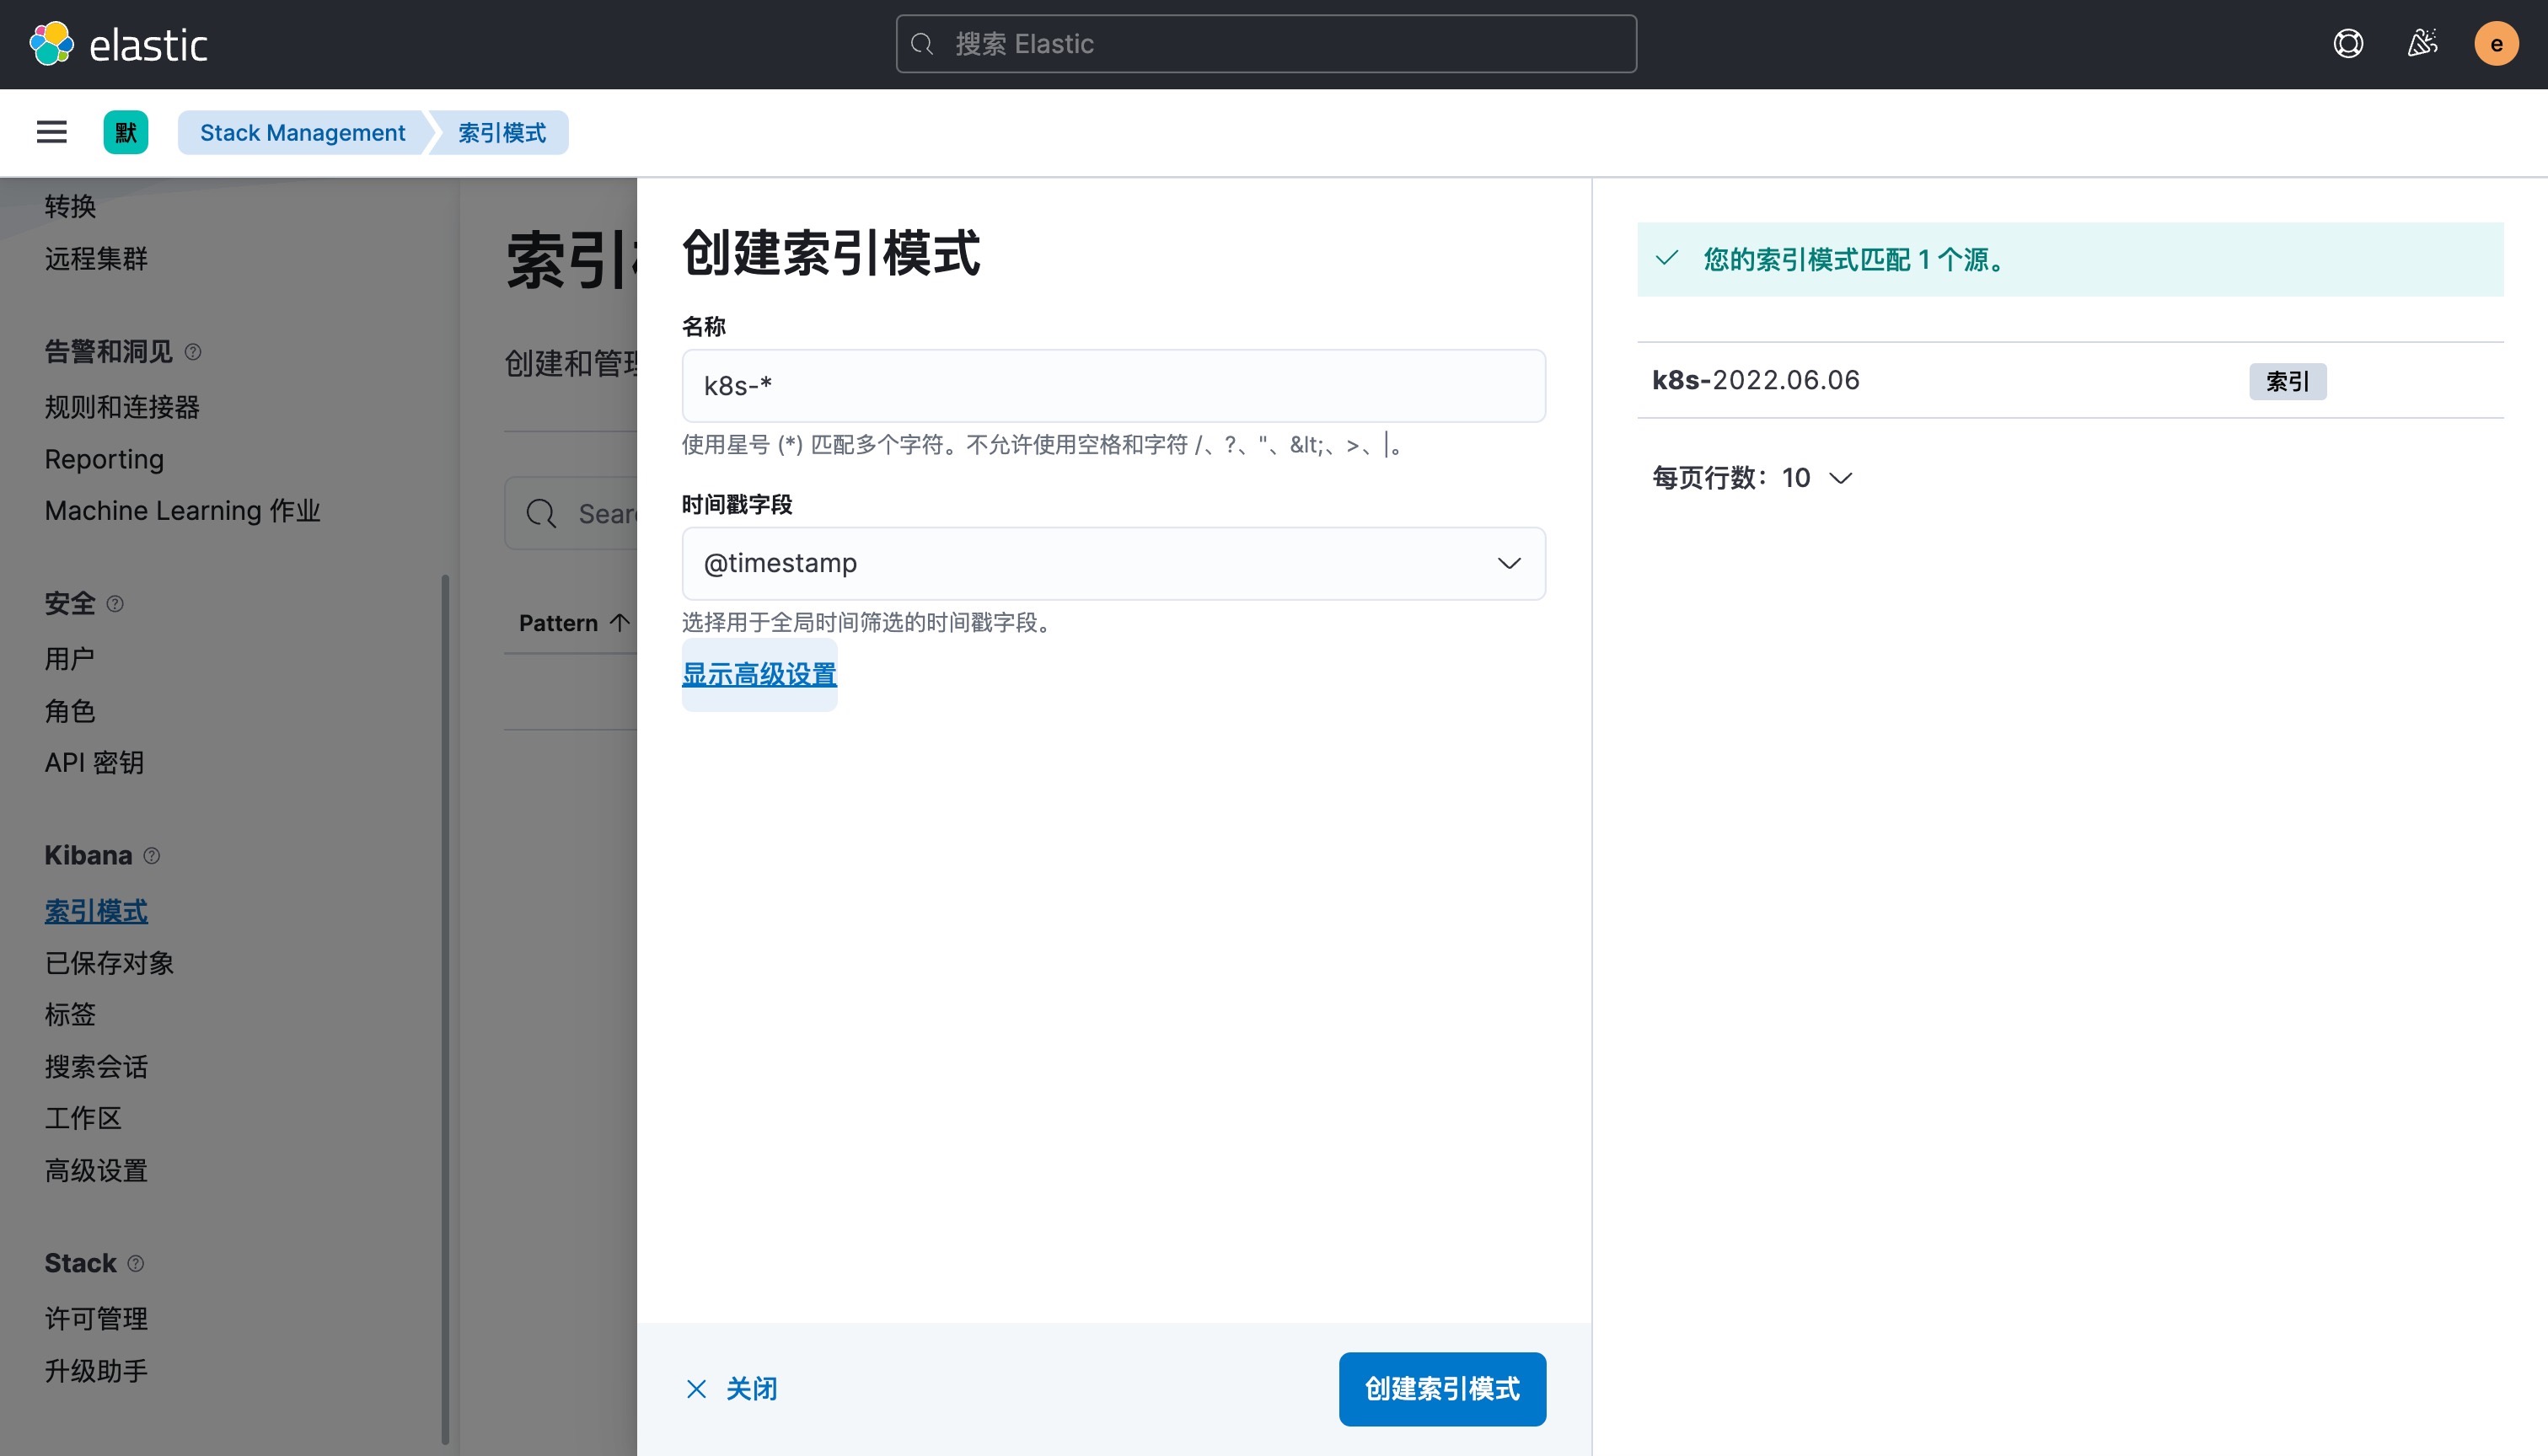 elastic
搜索 Elastic
e
默
Stack Management
索引模式
转换
远程集群
告警和洞见
规则和连接器
Reporting
Machine Learning 作业
安全
用户
角色
API 密钥
Kibana
索引模式
已保存对象
标签
搜索会话
工作区
高级设置
Stack
许可管理
升级助手
索引
创建和管理
Sear
Pattern ↑
创建索引模式
名称
k8s-*
使用星号 (*) 匹配多个字符。不允许使用空格和字符 /、?、"、&lt;、>、|。
时间戳字段
@timestamp
选择用于全局时间筛选的时间戳字段。
显示高级设置
关闭
创建索引模式
您的索引模式匹配 1 个源。
k8s-2022.06.06 索引
每页行数：10